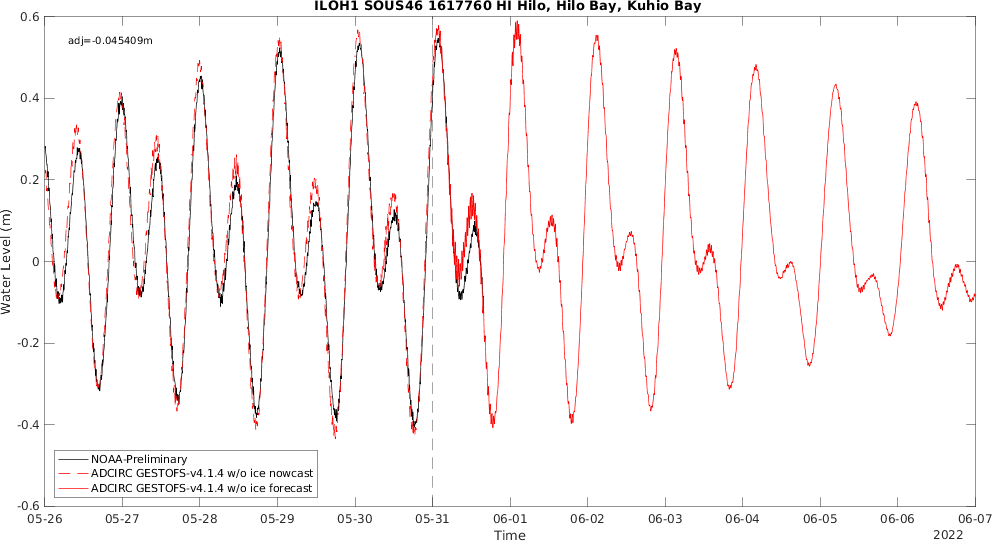 ILOH1 SOUS46 1617760 HI Hilo, Hilo Bay, Kuhio Bay
adj=-0.045409m
0.6
0.4
0.2
0
-0.2
-0.4
-0.6
Water Level (m)
NOAA-Preliminary
ADCIRC GESTOFS-v4.1.4 w/o ice nowcast
ADCIRC GESTOFS-v4.1.4 w/o ice forecast
05-26 05-27 05-28 05-29 05-30 05-31 06-01 06-02 06-03 06-04 06-05 06-06 06-07
Time
2022